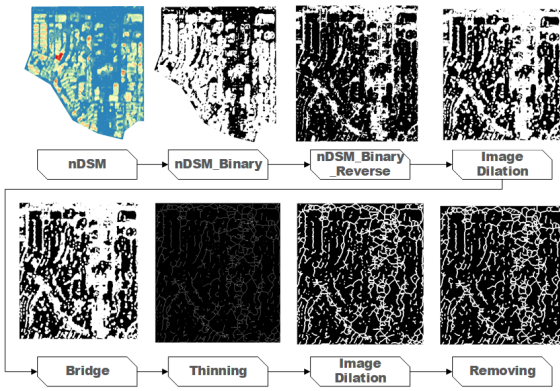 nDSM
nDSM_Binary
nDSM_Binary
_Reverse
Image
Dilation
Bridge
Thinning
Image
Dilation
Removing